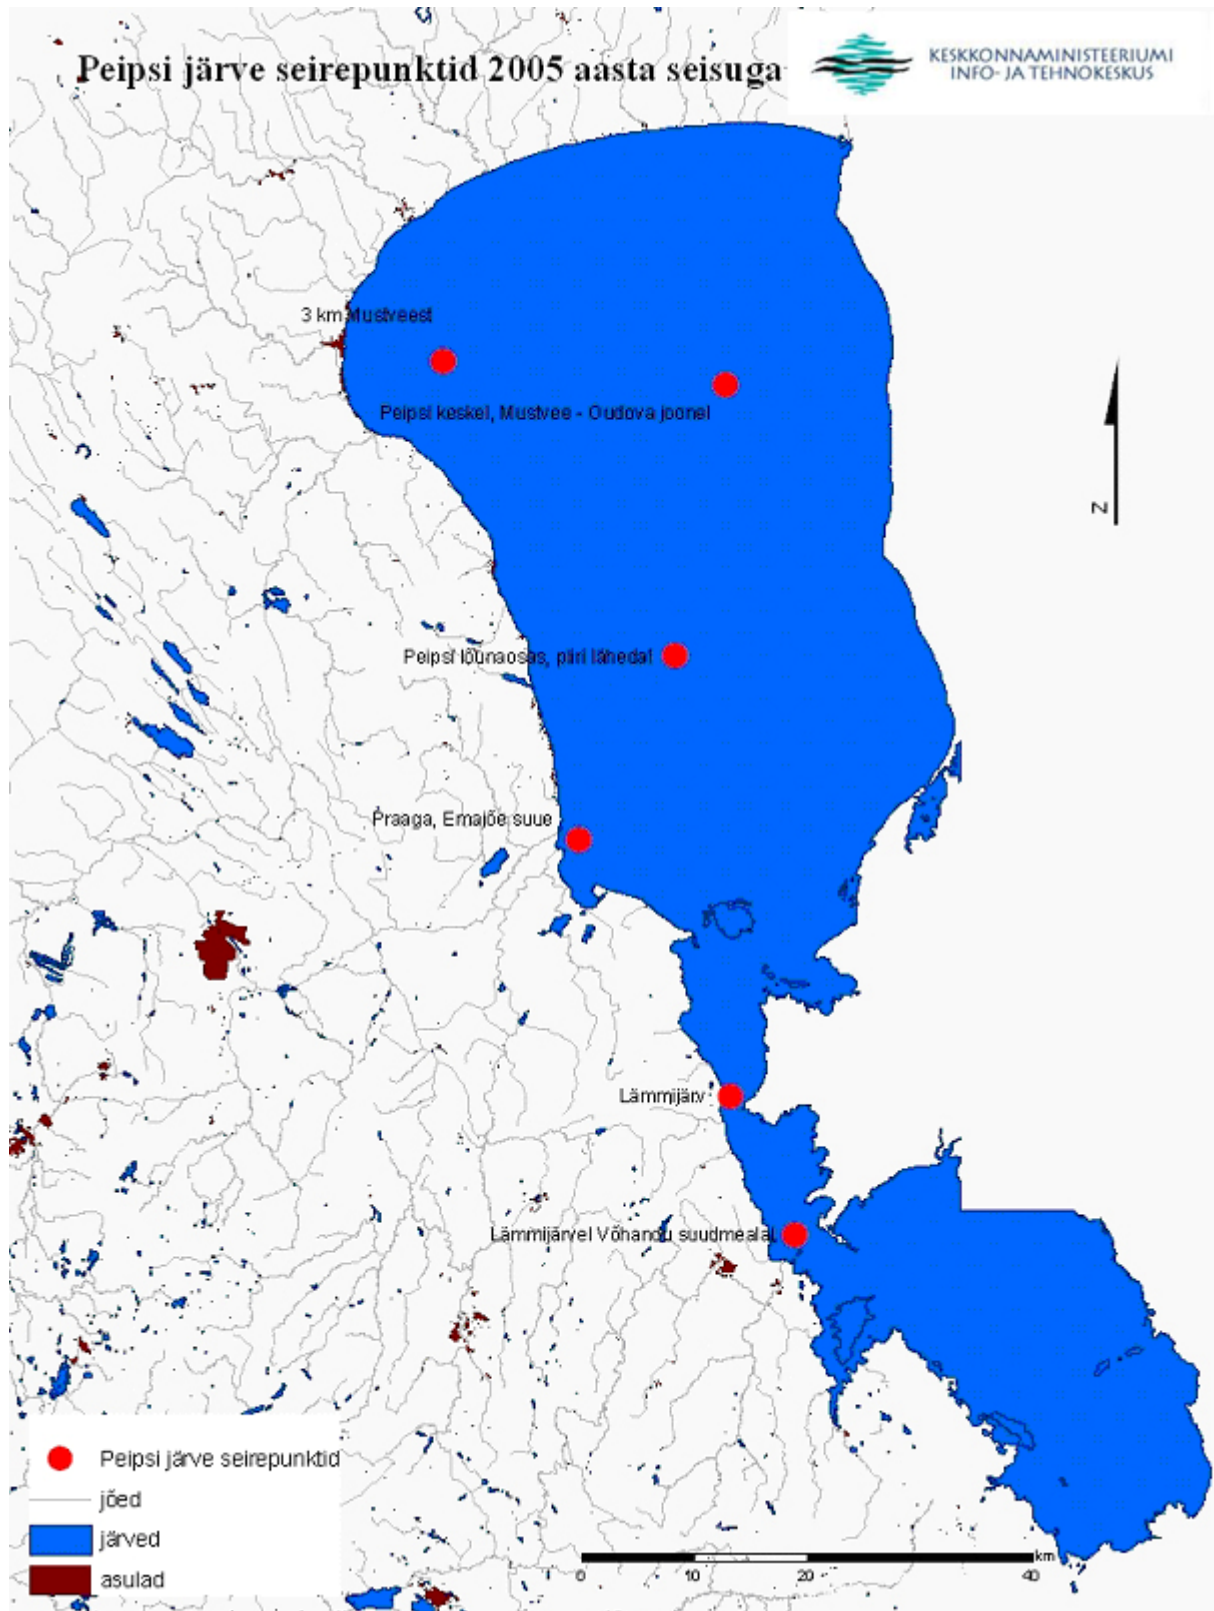 Peipsi järve seirepunktid 2005 aasta seisuga
KESKKONNAMINISTEERIUMI
INFO- JA TEHNOKESKUS
3 km Mustveest
Peipsi keskel, Mustvee - Oudova joonel
N
Peipsi lõunaosas, piiri lähedal
Praaga, Emajõe suue
Lämmijärv
Lämmijärvel Võhandu suudmealal
Peipsi järve seirepunktid
jõed
järved
asulad
km
0 10 20 40